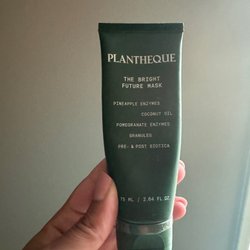 PLANTHEQUE
THE BRIGHT
FUTURE MASK
PINEAPPLE ENZYMES
COCONUT OIL
POMEGRANATE ENZYMES
GRANULES
PRE- & POST BIOTICA
75 ML / 2.64 FL.OZ.